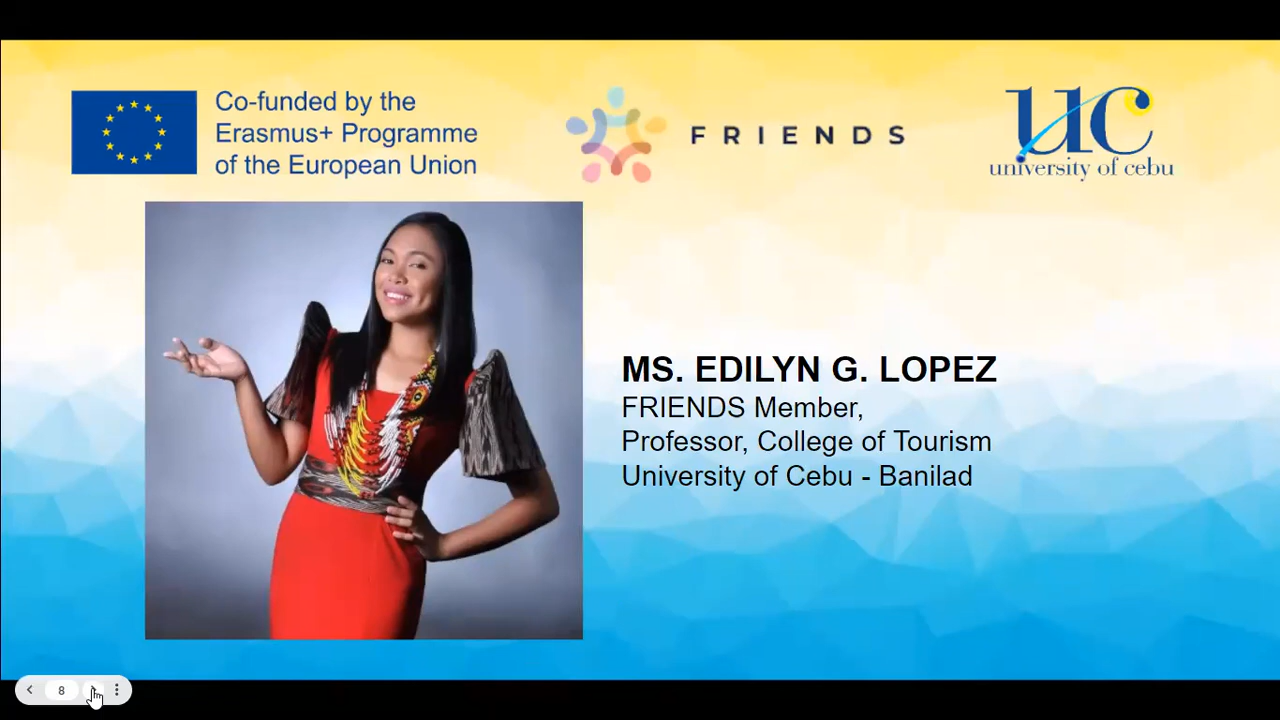 Co-funded by the
Erasmus+ Programme
of the European Union
FRIENDS
uc
university of cebu
MS. EDILYN G. LOPEZ
FRIENDS Member,
Professor, College of Tourism
University of Cebu - Banilad
8